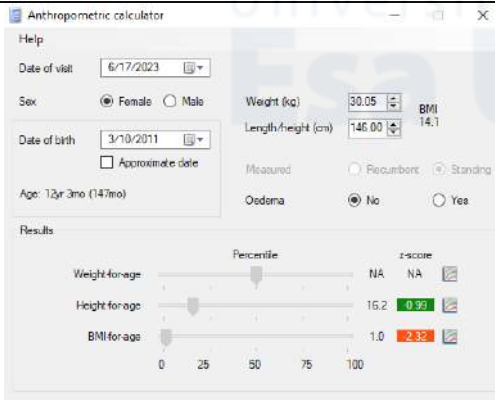 Anthropometric calculator
Help
Date of visit 6/17/2023
Sex Female Male
Weight (kg) 30.05
BMI
14.1
Length/height (cm) 146.00
Date of birth 3/10/2011
Approximate date
Measured Recumbent Standing
Age: 12yr 3mo (147mo)
Oedema No Yes
Results
Percentile z-score
Weight-for-age NA NA
Height-for-age 16.2 -0.99
BMI-for-age 1.0 -2.32
0 25 50 75 100
Esa U